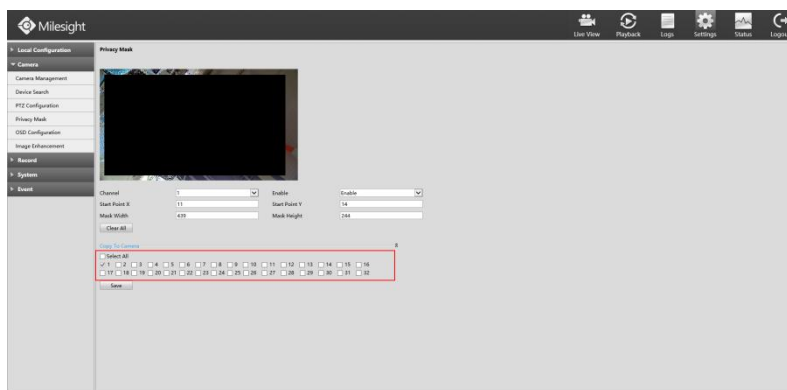 Milesight
Live View Playback Logs Settings Status Logout
Local Configuration
Camera
Camera Management
Device Search
PTZ Configuration
Privacy Mask
OSD Configuration
Image Enhancement
Record
System
Event
Privacy Mask
Channel 1 Enable Enable
Start Point X 11 Start Point Y 14
Mask Width 439 Mask Height 244
Clear All
Copy To Camera
Select All
1 2 3 4 5 6 7 8 9 10 11 12 13 14 15 16
17 18 19 20 21 22 23 24 25 26 27 28 29 30 31 32
Save